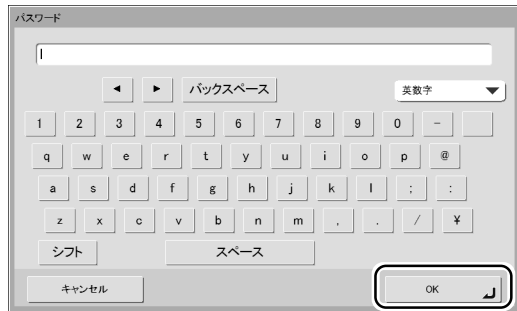 パスワード
◄ ► バックスペース 英数字 ▼
1 2 3 4 5 6 7 8 9 0 -
q w e r t y u i o p @
a s d f g h j k l ; :
z x c v b n m , . / ¥
シフト スペース
キャンセル OK